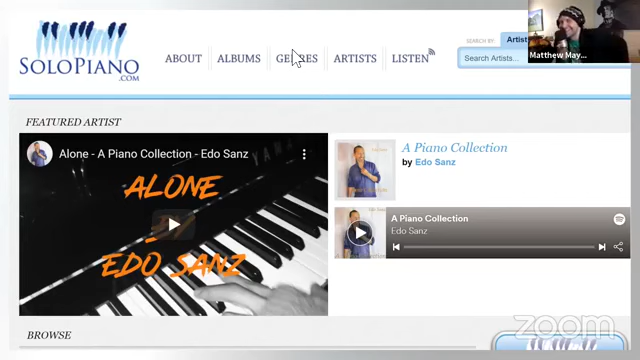 SOLOPIANO
.COM
ABOUT
ALBUMS
GENRES
ARTISTS
LISTEN
SEARCH BY:
Artist
Search Artists...
Matthew May...
FEATURED ARTIST
Alone - A Piano Collection - Edo Sanz
YAMA
ALONE
EDO SANZ
A Piano Collection
by Edo Sanz
A Piano Collection
Edo Sanz
BROWSE
zoom